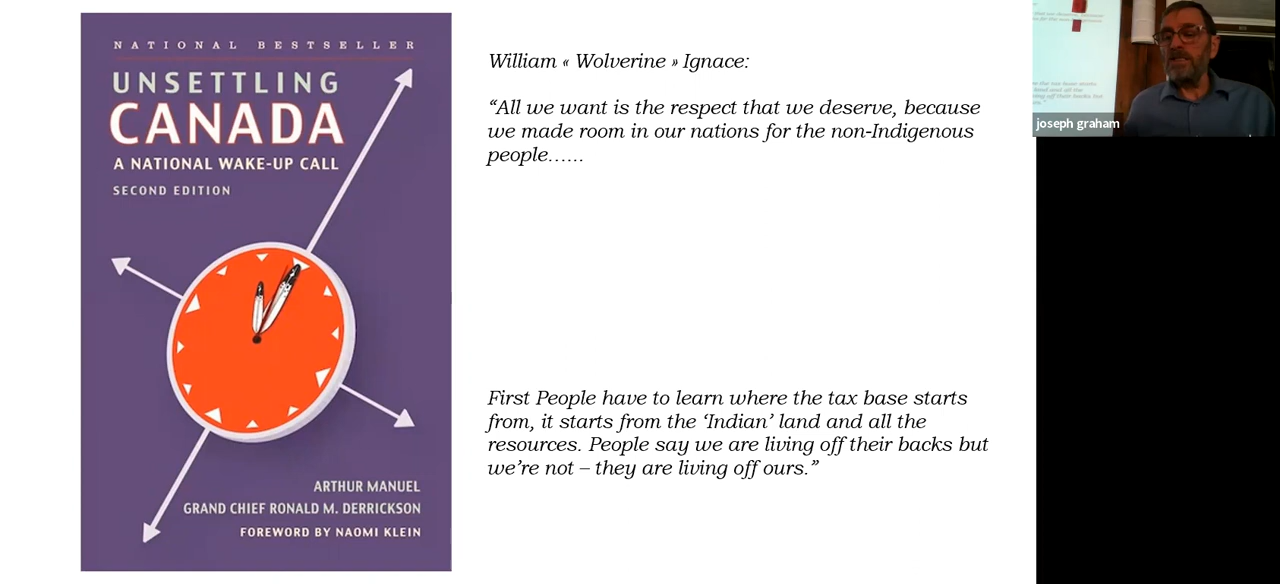 NATIONAL BESTSELLER
UNSETTLING
CANADA
A NATIONAL WAKE-UP CALL
SECOND EDITION
ARTHUR MANUEL
GRAND CHIEF RONALD M. DERRICKSON
FOREWORD BY NAOMI KLEIN
William « Wolverine » Ignace:
“All we want is the respect that we deserve, because
we made room in our nations for the non-Indigenous
people……
First People have to learn where the tax base starts
from, it starts from the ‘Indian’ land and all the
resources. People say we are living off their backs but
we’re not – they are living off ours.”
joseph graham